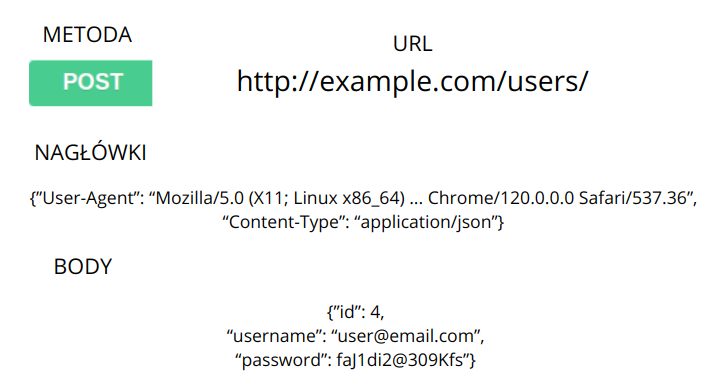 METODA
URL
POST
http://example.com/users/
NAGŁÓWKI
{”User-Agent”: “Mozilla/5.0 (X11; Linux x86_64) ... Chrome/120.0.0.0 Safari/537.36”,
“Content-Type”: “application/json”}
BODY
{”id”: 4,
“username”: “user@email.com”,
“password”: faJ1di2@309Kfs”}